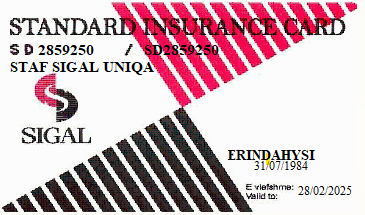 STANDARD INSURANCE CARD
S D 2859250 / SD2859250
STAF SIGAL UNIQA
SIGAL
ERINDAHYSI
31/07/1984
E vlefshme: 28/02/2025
Valid to: